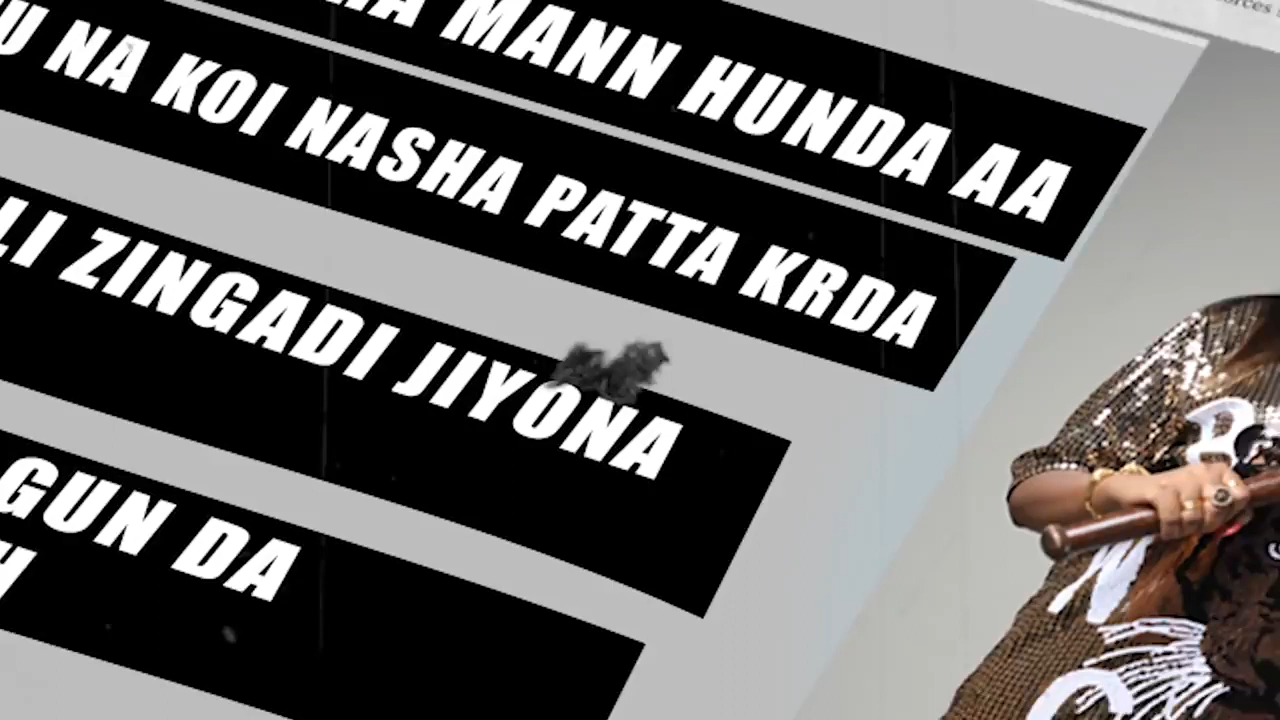 MANN HUNDA AA
NA KOI NASHA PATTA KRDA
ZINGADI JIYONA
GUN DA